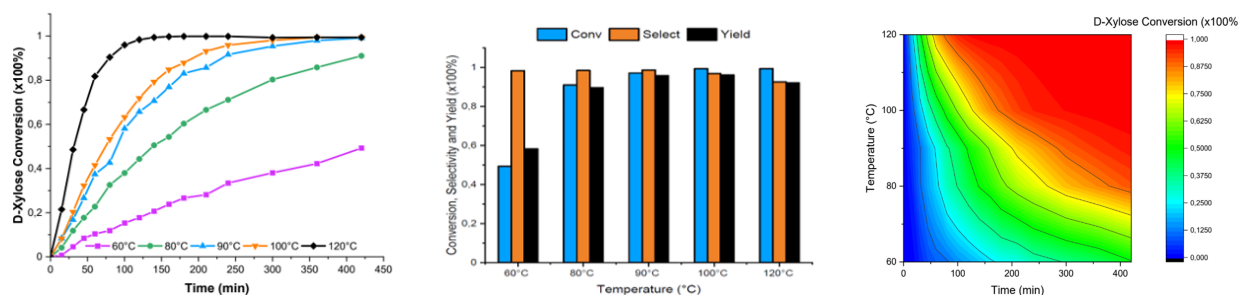 D-Xylose Conversion (x100%)
1
0,8
0,6
0,4
0,2
0
60°C 80°C 90°C 100°C 120°C
0 50 100 150 200 250 300 350 400 450
Time (min)
Conv Select Yield
Conversion, Selectivity and Yield (x100%)
1
0,8
0,6
0,4
0,2
0
60°C 80°C 90°C 100°C 120°C
Temperature (°C)
D-Xylose Conversion (x100%
Temperature (°C)
120
100
80
60
0 100 200 300 400
Time (min)
1,000
0,8750
0,7500
0,6250
0,5000
0,3750
0,2500
0,1250
0,000